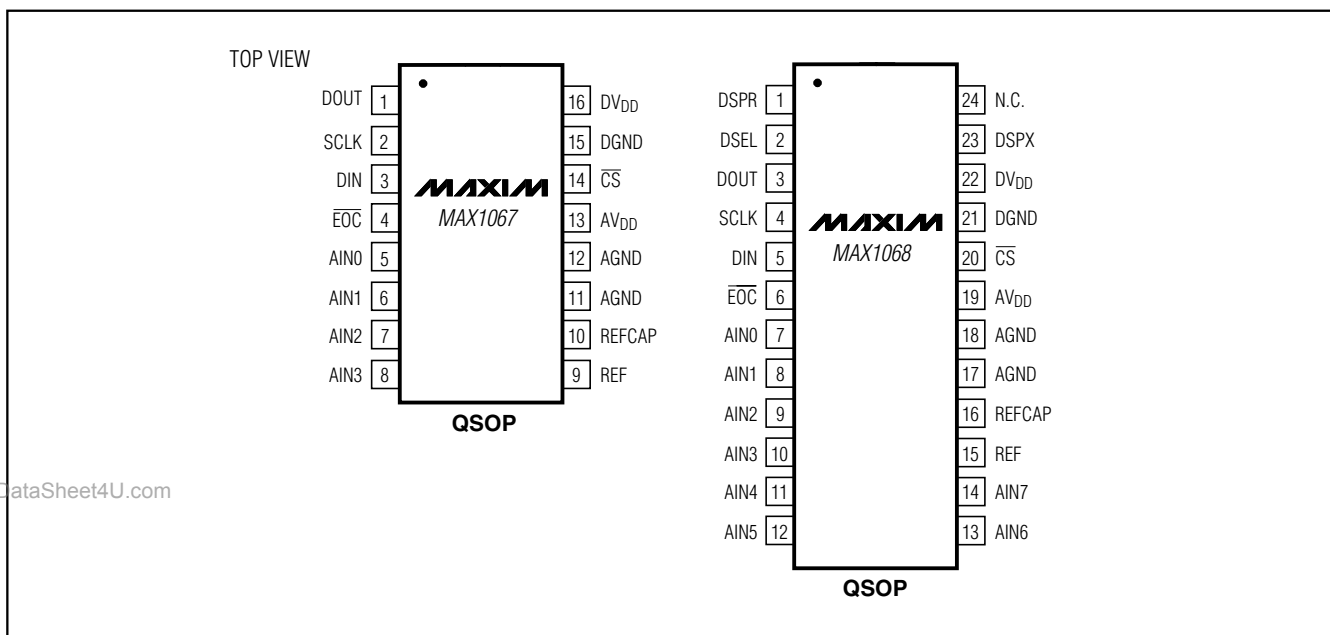 TOP VIEW
DOUT 1
SCLK 2
DIN 3
E̅O̅C̅ 4
AIN0 5
AIN1 6
AIN2 7
AIN3 8
MAXIM
MAX1067
16 DVDD
15 DGND
14 C̅S̅
13 AVDD
12 AGND
11 AGND
10 REFCAP
9 REF
QSOP
DSPR 1
DSEL 2
DOUT 3
SCLK 4
DIN 5
E̅O̅C̅ 6
AIN0 7
AIN1 8
AIN2 9
AIN3 10
AIN4 11
AIN5 12
MAXIM
MAX1068
24 N.C.
23 DSPX
22 DVDD
21 DGND
20 C̅S̅
19 AVDD
18 AGND
17 AGND
16 REFCAP
15 REF
14 AIN7
13 AIN6
QSOP
DataSheet4U.com